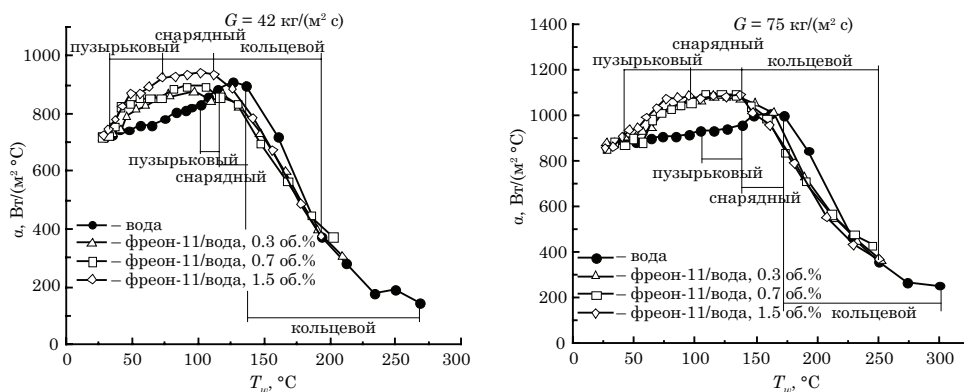 G = 42 кг/(м² с)
снарядный
пузырьковый
кольцевой
1000
800
600
400
200
0
α, Вт/(м² °С)
пузырьковый
снарядный
– вода
– фреон-11/вода, 0.3 об.%
– фреон-11/вода, 0.7 об.%
– фреон-11/вода, 1.5 об.%
кольцевой
0 50 100 150 200 250 300
T_w, °С
G = 75 кг/(м² с)
1400
1200
1000
800
600
400
200
0
α, Вт/(м² °С)
снарядный
пузырьковый
кольцевой
пузырьковый
снарядный
– вода
– фреон-11/вода, 0.3 об.%
– фреон-11/вода, 0.7 об.%
– фреон-11/вода, 1.5 об.%
кольцевой
0 50 100 150 200 250 300
T_w, °С